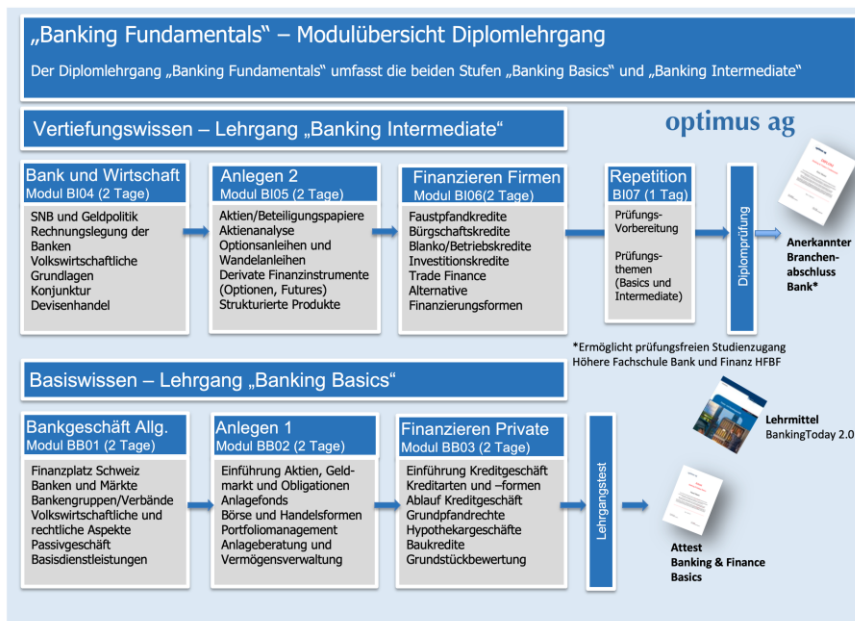 „Banking Fundamentals“ – Modulübersicht Diplomlehrgang
Der Diplomlehrgang „Banking Fundamentals“ umfasst die beiden Stufen „Banking Basics“ und „Banking Intermediate“
Vertiefungswissen – Lehrgang „Banking Intermediate“
optimus ag
Bank und Wirtschaft
Modul BI04 (2 Tage)
SNB und Geldpolitik
Rechnungslegung der
Banken
Volkswirtschaftliche
Grundlagen
Konjunktur
Devisenhandel
Anlegen 2
Modul BI05 (2 Tage)
Aktien/Beteiligungspapiere
Aktienanalyse
Optionsanleihen und
Wandelanleihen
Derivate Finanzinstrumente
(Optionen, Futures)
Strukturierte Produkte
Finanzieren Firmen
Modul BI06(2 Tage)
Faustpfandkredite
Bürgschaftskredite
Blanko/Betriebskredite
Investitionskredite
Trade Finance
Alternative
Finanzierungsformen
Repetition
BI07 (1 Tag)
Prüfungs-
Vorbereitung
Prüfungs-
themen
(Basics und
Intermediate)
Diplomprüfung
Anerkannter
Branchen-
abschluss
Bank*
*Ermöglicht prüfungsfreien Studienzugang
Höhere Fachschule Bank und Finanz HFBF
Basiswissen – Lehrgang „Banking Basics“
Bankgeschäft Allg.
Modul BB01 (2 Tage)
Finanzplatz Schweiz
Banken und Märkte
Bankengruppen/Verbände
Volkswirtschaftliche und
rechtliche Aspekte
Passivgeschäft
Basisdienstleistungen
Anlegen 1
Modul BB02 (2 Tage)
Einführung Aktien, Geld-
markt und Obligationen
Anlagefonds
Börse und Handelsformen
Portfoliomanagement
Anlageberatung und
Vermögensverwaltung
Finanzieren Private
Modul BB03 (2 Tage)
Einführung Kreditgeschäft
Kreditarten und –formen
Ablauf Kreditgeschäft
Grundpfandrechte
Hypothekargeschäfte
Baukredite
Grundstückbewertung
Lehrgangstest
Lehrmittel
BankingToday 2.0
Attest
Banking & Finance
Basics